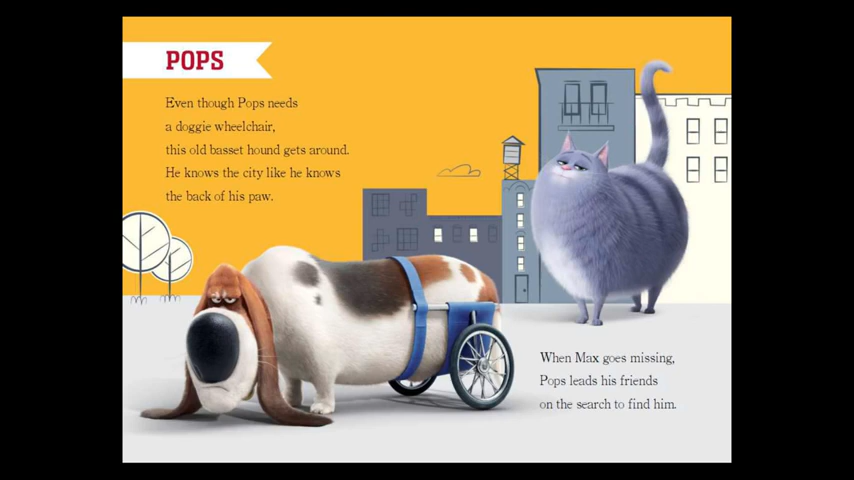 POPS
Even though Pops needs
a doggie wheelchair,
this old basset hound gets around.
He knows the city like he knows
the back of his paw.
When Max goes missing,
Pops leads his friends
on the search to find him.